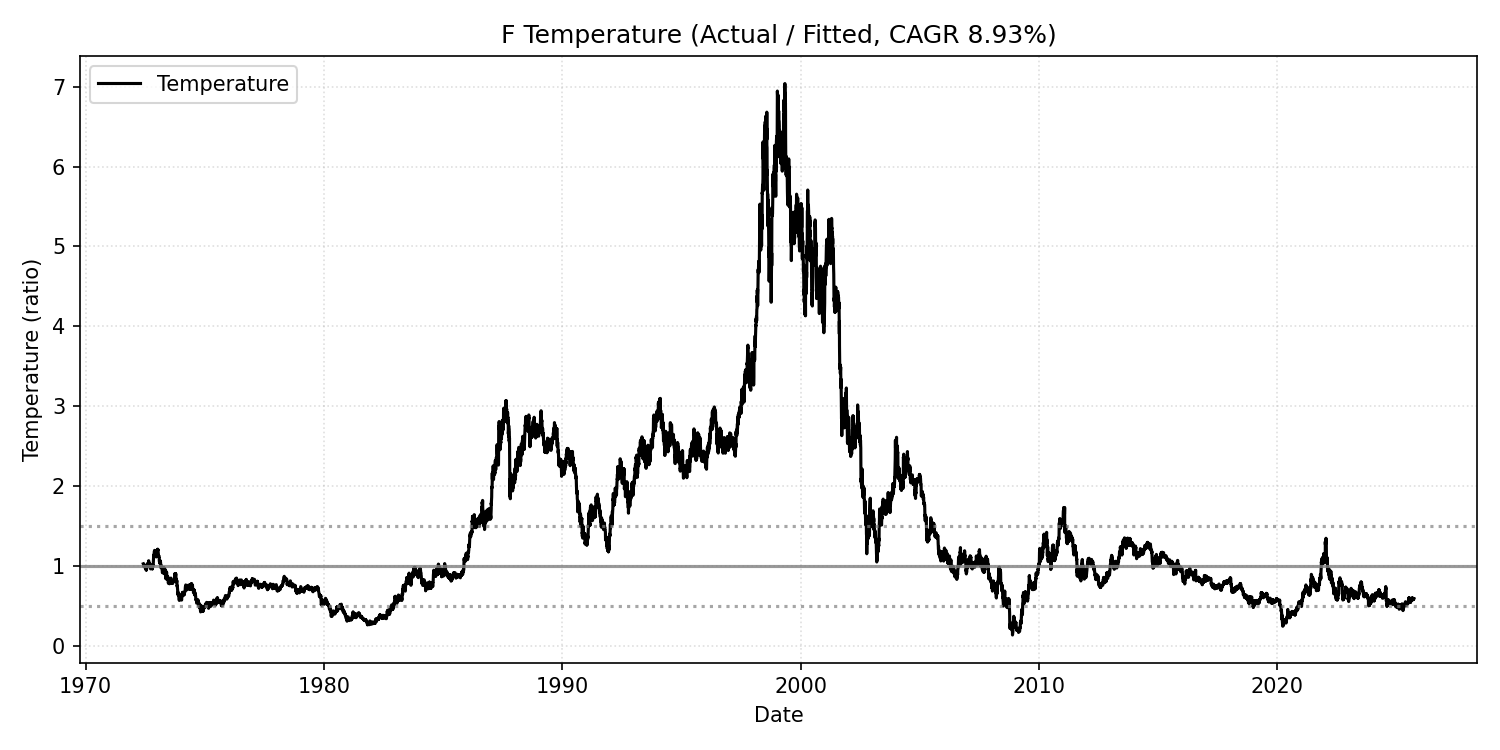 F Temperature (Actual / Fitted, CAGR 8.93%)
Temperature
Temperature (ratio)
7
6
5
4
3
2
1
0
1970 1980 1990 2000 2010 2020
Date